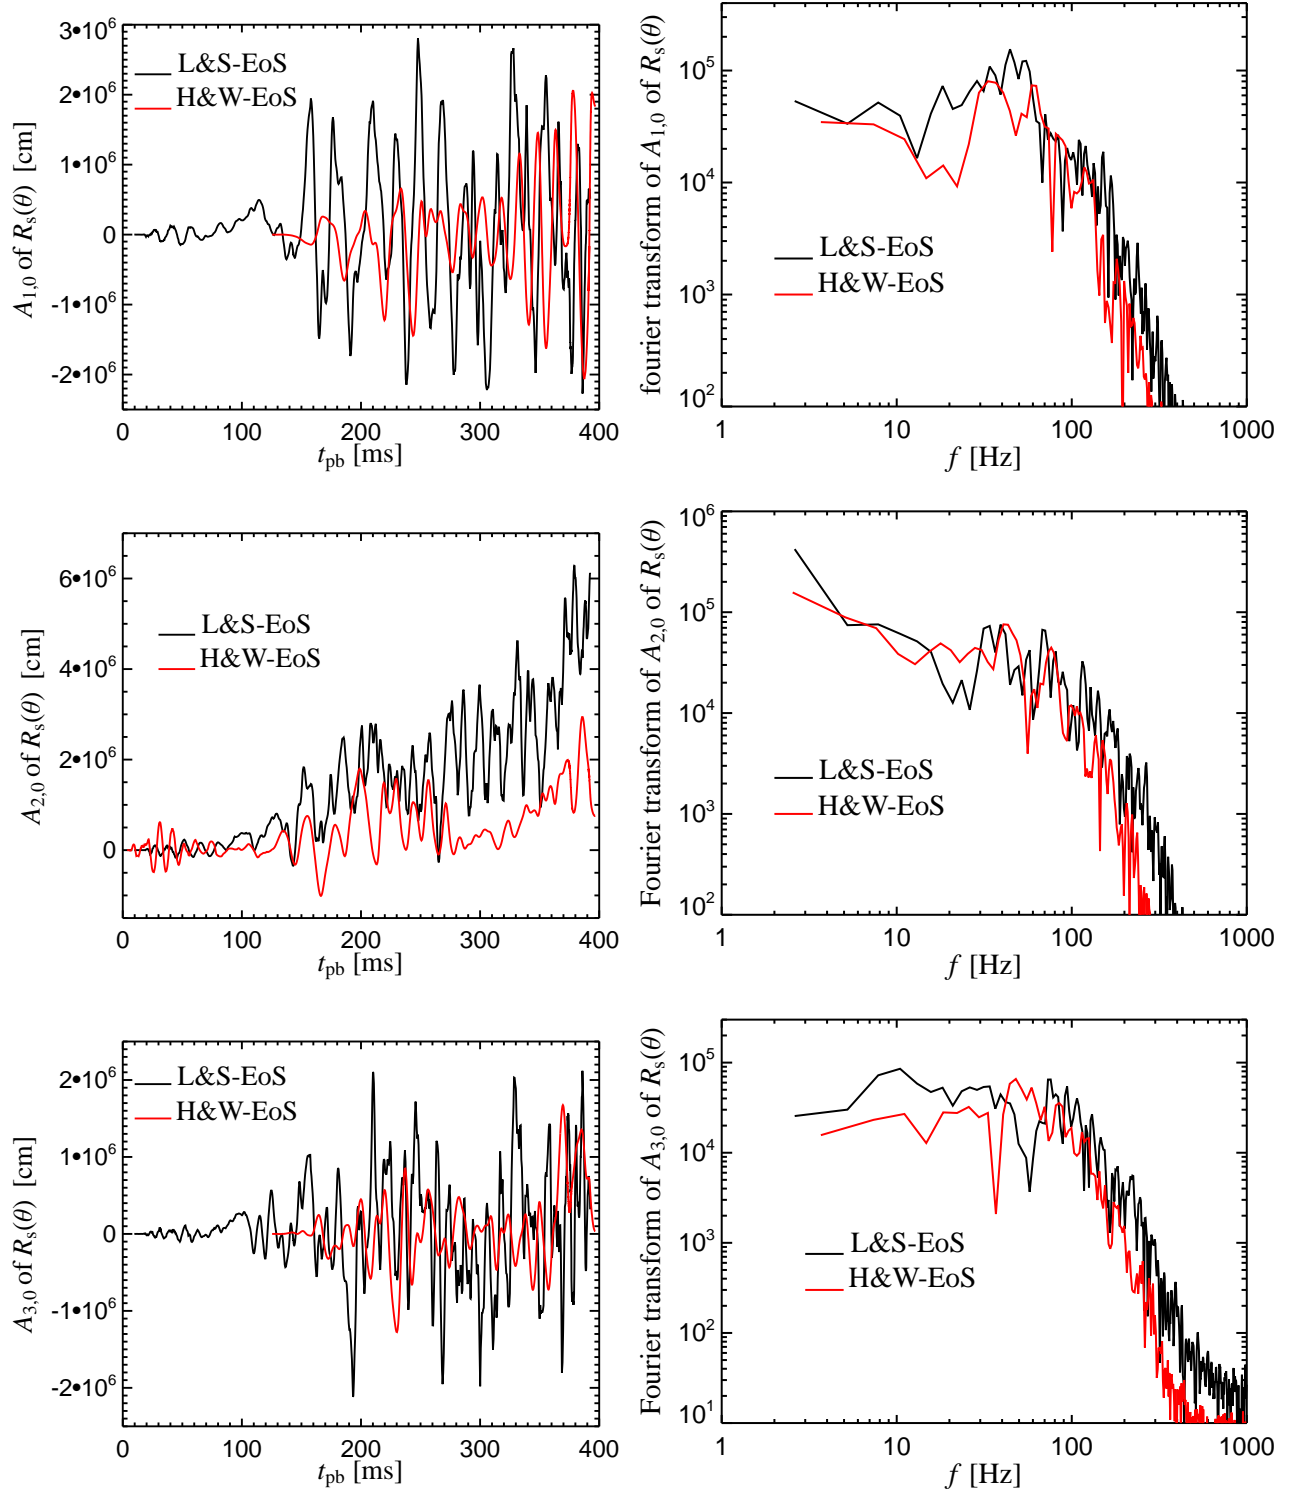 3•10⁶
2•10⁶
1•10⁶
0
-1•10⁶
-2•10⁶
A₁,₀ of Rₛ(θ) [cm]
L&S-EoS
H&W-EoS
0 100 200 300 400
t_pb [ms]
10⁵
10⁴
10³
10²
fourier transform of A₁,₀ of Rₛ(θ)
L&S-EoS
H&W-EoS
1 10 100 1000
f [Hz]
6•10⁶
4•10⁶
2•10⁶
0
A₂,₀ of Rₛ(θ) [cm]
L&S-EoS
H&W-EoS
0 100 200 300 400
t_pb [ms]
10⁶
10⁵
10⁴
10³
10²
Fourier transform of A₂,₀ of Rₛ(θ)
L&S-EoS
H&W-EoS
1 10 100 1000
f [Hz]
2•10⁶
1•10⁶
0
-1•10⁶
-2•10⁶
A₃,₀ of Rₛ(θ) [cm]
L&S-EoS
H&W-EoS
0 100 200 300 400
t_pb [ms]
10⁵
10⁴
10³
10²
10¹
Fourier transform of A₃,₀ of Rₛ(θ)
L&S-EoS
H&W-EoS
1 10 100 1000
f [Hz]